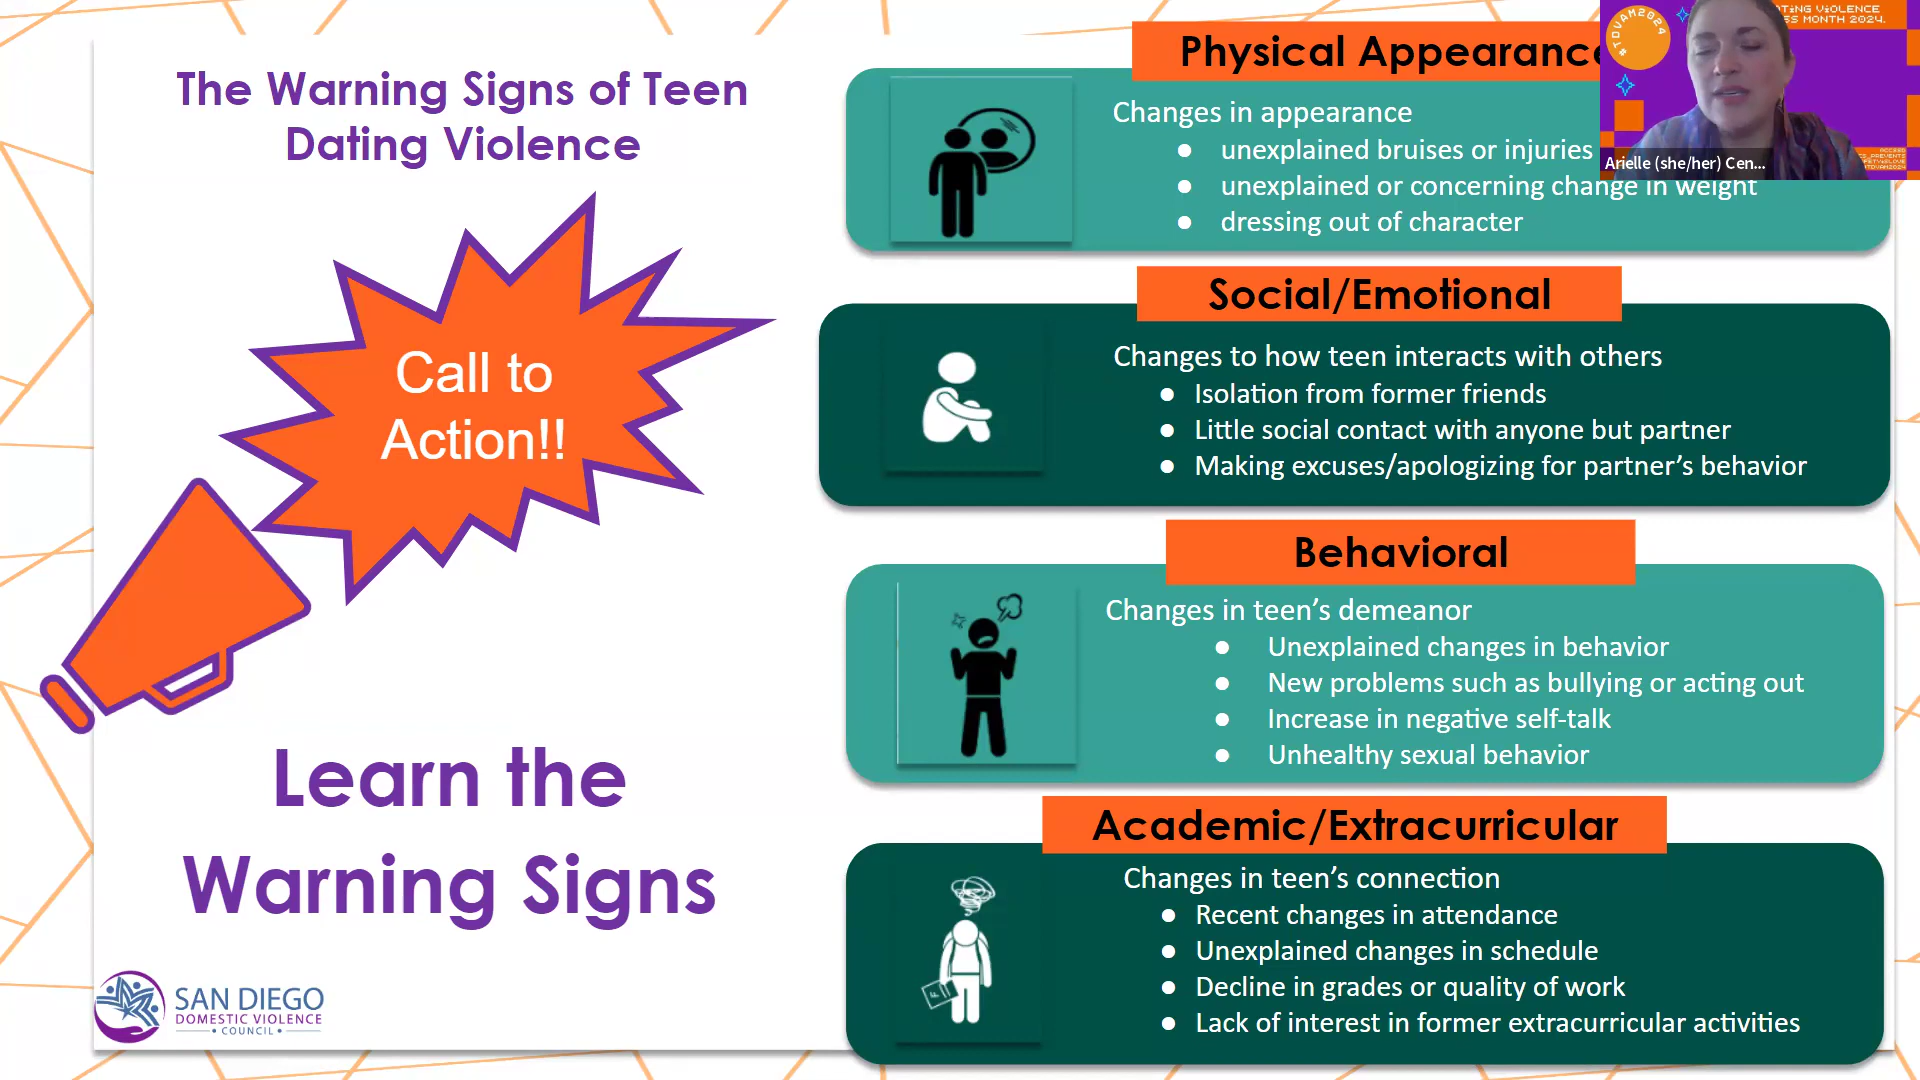 The Warning Signs of Teen
Dating Violence
Call to
Action!!
Learn the
Warning Signs
SAN DIEGO
DOMESTIC VIOLENCE
• COUNCIL •
Physical Appearance
Changes in appearance
● unexplained bruises or injuries
● unexplained or concerning change in weight
● dressing out of character
Social/Emotional
Changes to how teen interacts with others
● Isolation from former friends
● Little social contact with anyone but partner
● Making excuses/apologizing for partner’s behavior
Behavioral
Changes in teen’s demeanor
● Unexplained changes in behavior
● New problems such as bullying or acting out
● Increase in negative self-talk
● Unhealthy sexual behavior
Academic/Extracurricular
Changes in teen’s connection
● Recent changes in attendance
● Unexplained changes in schedule
● Decline in grades or quality of work
● Lack of interest in former extracurricular activities
#TDVAM2024
VIOLENCE
MONTH 2024.
Arielle (she/her) Cen...